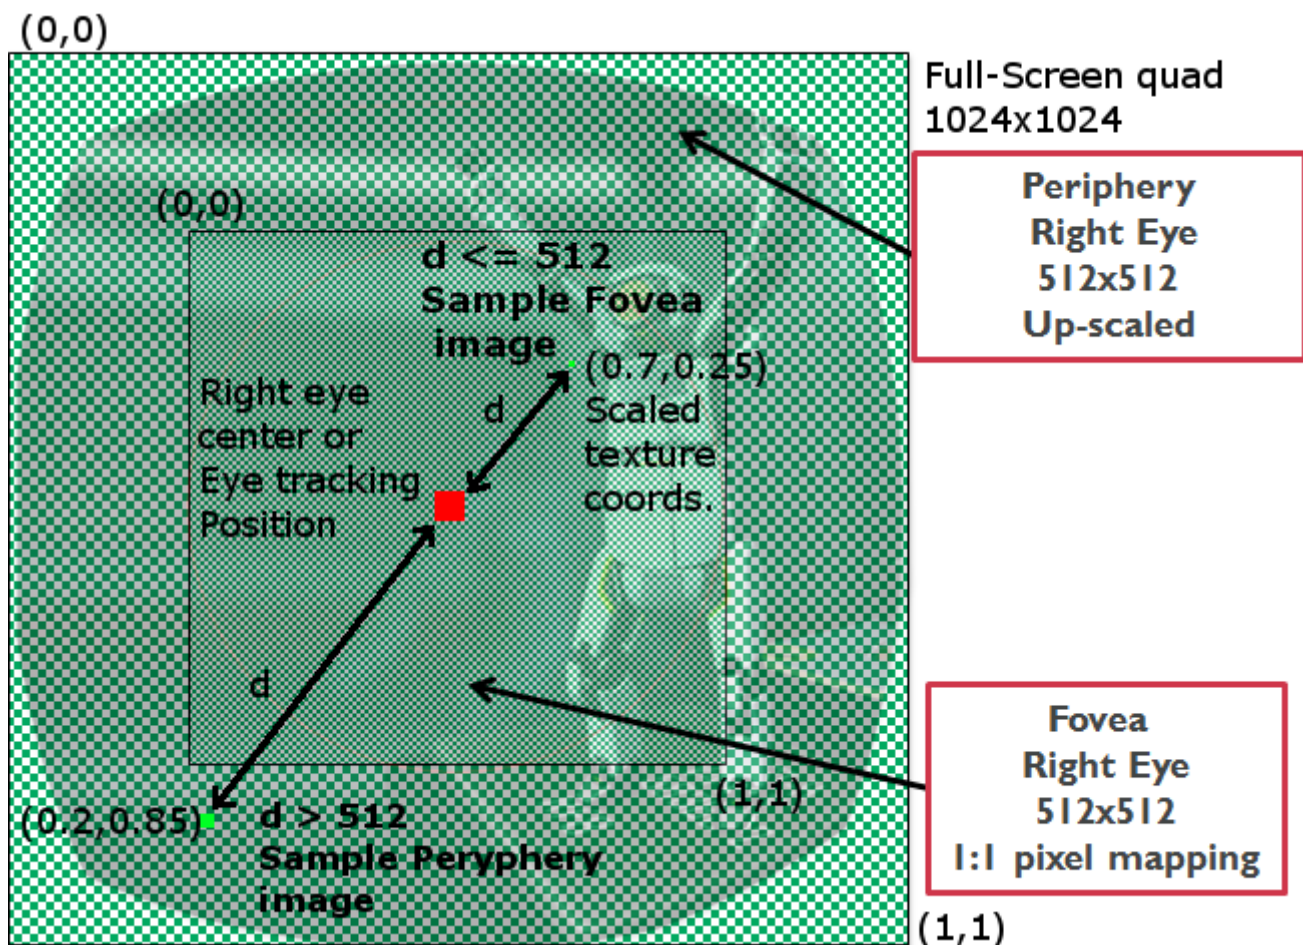 (0,0)
Full-Screen quad
1024x1024
Periphery
Right Eye
512x512
Up-scaled
(0,0)
d <= 512
Sample Fovea
image
(0.7,0.25)
Scaled
texture
coords.
d
Right eye
center or
Eye tracking
Position
d
(0.2,0.85)
d > 512
Sample Peryphery
image
(1,1)
Fovea
Right Eye
512x512
1:1 pixel mapping
(1,1)